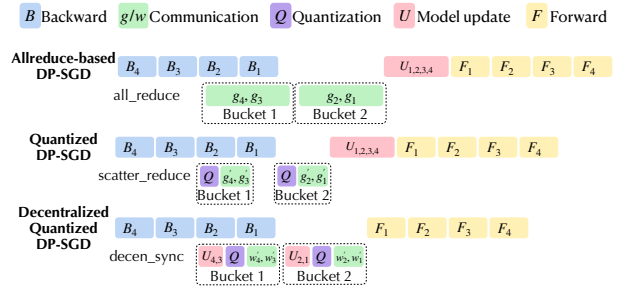 B Backward g/w Communication Q Quantization U Model update F Forward
Allreduce-based
DP-SGD
B₄ B₃ B₂ B₁ U₁,₂,₃,₄ F₁ F₂ F₃ F₄
all_reduce
g₄, g₃ g₂, g₁
Bucket 1 Bucket 2
Quantized
DP-SGD
B₄ B₃ B₂ B₁ U₁,₂,₃,₄ F₁ F₂ F₃ F₄
scatter_reduce
Q g₄′, g₃′ Q g₂′, g₁′
Bucket 1 Bucket 2
Decentralized
Quantized
DP-SGD
B₄ B₃ B₂ B₁ F₁ F₂ F₃ F₄
decen_sync
U₄,₃ Q w₄′, w₃′ U₂,₁ Q w₂′, w₁′
Bucket 1 Bucket 2